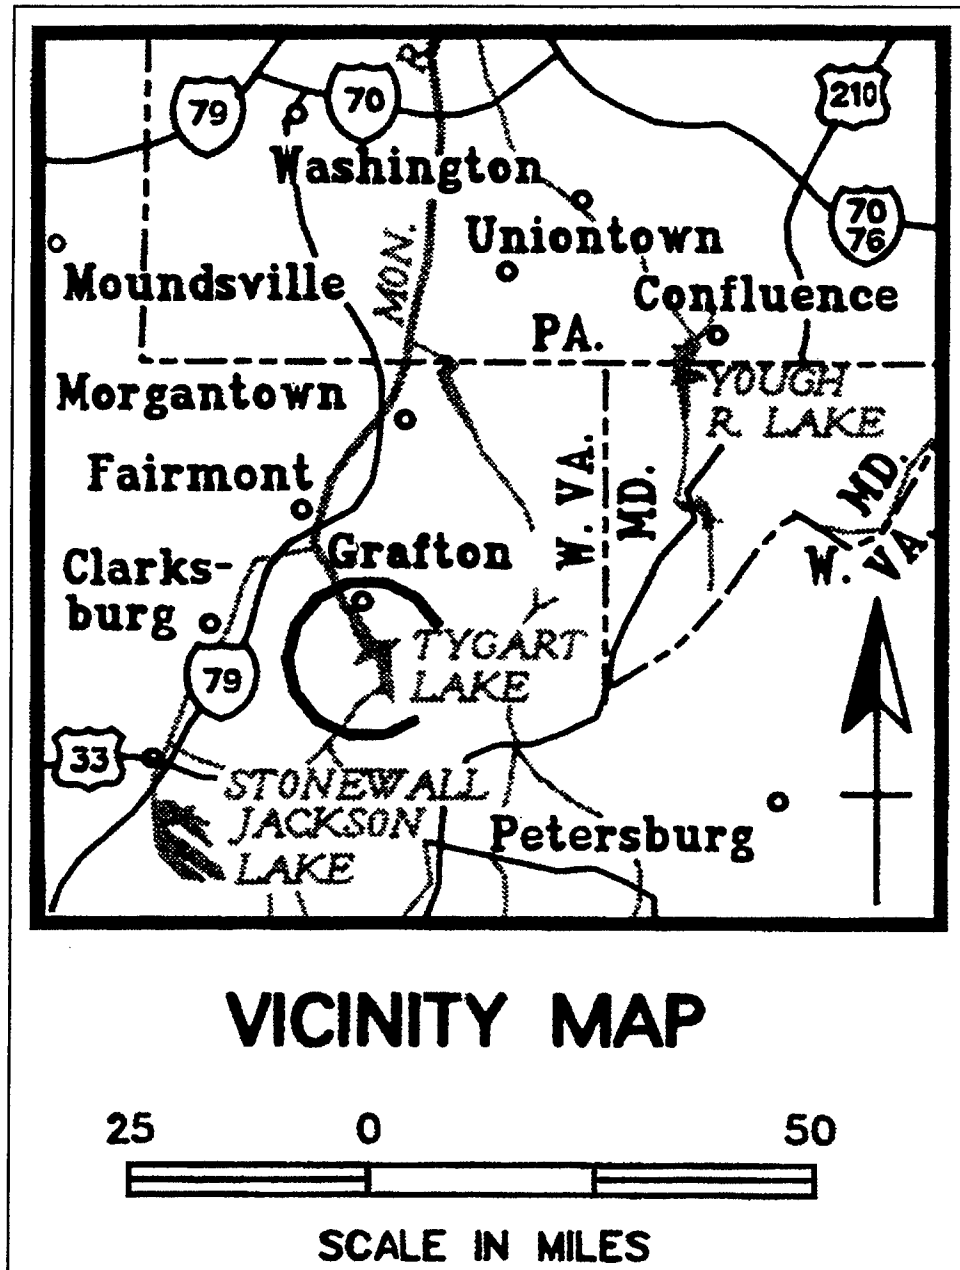 R.
79
70
210
Washington
70
76
Uniontown
MON.
Moundsville
Confluence
PA.
Morgantown
YOUGH
R. LAKE
Fairmont
W. VA.
MD.
MD.
W. VA.
Grafton
Clarks-
burg
TYGART
LAKE
79
33
STONEWALL
JACKSON
LAKE
Petersburg
VICINITY MAP
25 0 50
SCALE IN MILES